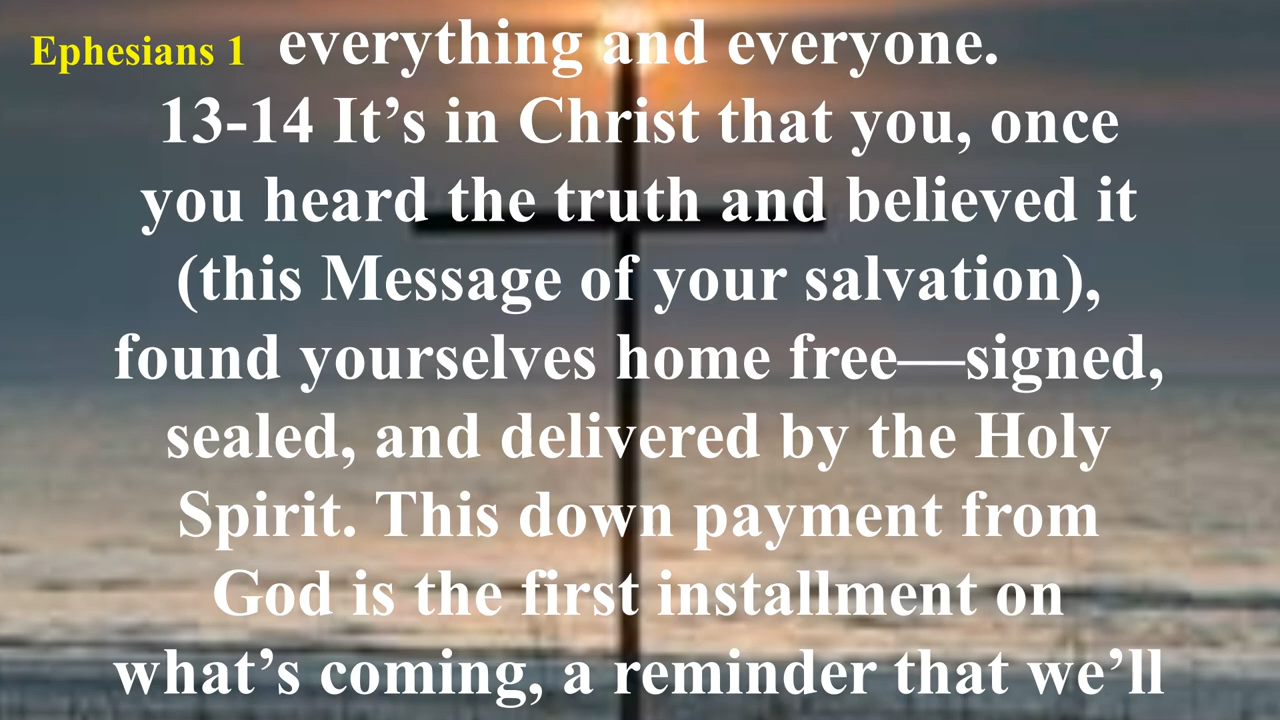 Ephesians 1 everything and everyone.
13-14 It’s in Christ that you, once
you heard the truth and believed it
(this Message of your salvation),
found yourselves home free—signed,
sealed, and delivered by the Holy
Spirit. This down payment from
God is the first installment on
what’s coming, a reminder that we’ll